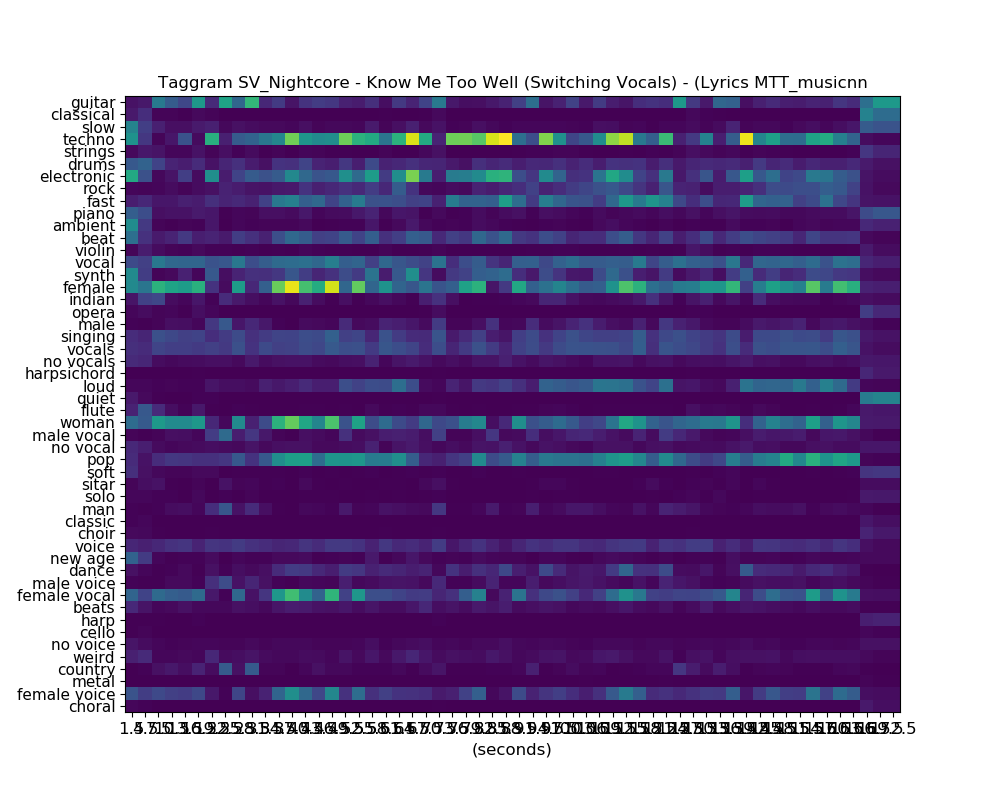 Taggram SV_Nightcore - Know Me Too Well (Switching Vocals) - (Lyrics MTT_musicnn
guitar
classical
slow
techno
strings
drums
electronic
rock
fast
piano
ambient
beat
violin
vocal
synth
female
indian
opera
male
singing
vocals
no vocals
harpsichord
loud
quiet
flute
woman
male vocal
no vocal
pop
soft
sitar
solo
man
classic
choir
voice
new age
dance
male voice
female vocal
beats
harp
cello
no voice
weird
country
metal
female voice
choral
(seconds)